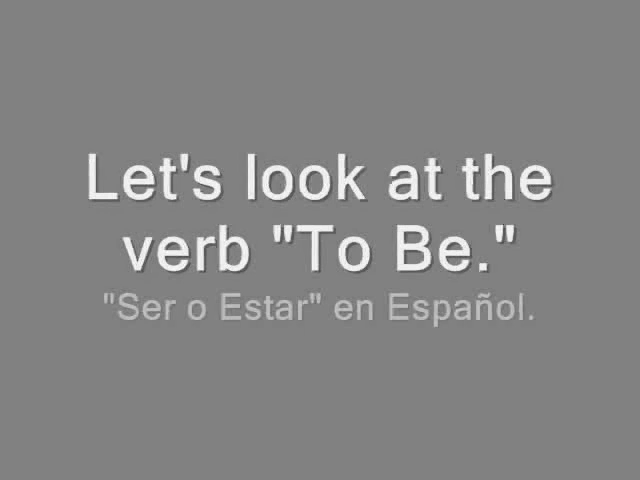 Let's look at the
verb "To Be."
"Ser o Estar" en Español.